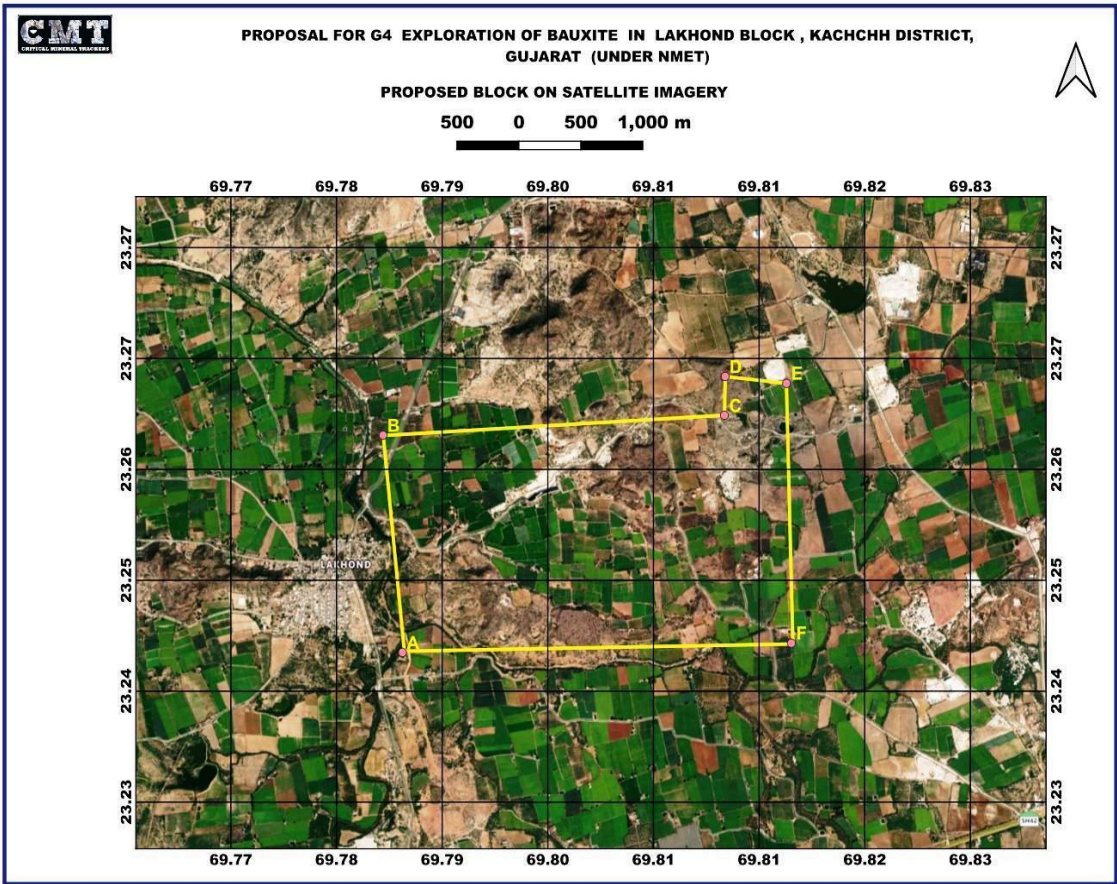 CMT
CRITICAL MINERAL TRACKERS
PROPOSAL FOR G4 EXPLORATION OF BAUXITE IN LAKHOND BLOCK , KACHCHH DISTRICT,
GUJARAT (UNDER NMET)
PROPOSED BLOCK ON SATELLITE IMAGERY
500 0 500 1,000 m
69.77 69.78 69.79 69.80 69.81 69.81 69.82 69.83
23.27 23.27
23.27 23.27
D E
C
B
23.26 23.26
LAKHOND
23.25 23.25
A F
23.24 23.24
23.23 23.23
SH42
69.77 69.78 69.79 69.80 69.81 69.81 69.82 69.83